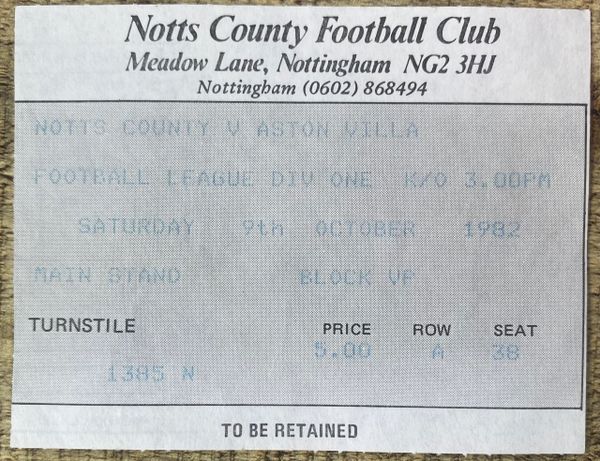 Notts County Football Club
Meadow Lane, Nottingham NG2 3HJ
Nottingham (0602) 868494
NOTTS COUNTY V ASTON VILLA
FOOTBALL LEAGUE DIV ONE K/O 3.00PM
SATURDAY 9th OCTOBER 1982
MAIN STAND BLOCK VP
TURNSTILE PRICE ROW SEAT
5.00 A 38
1385 N
TO BE RETAINED